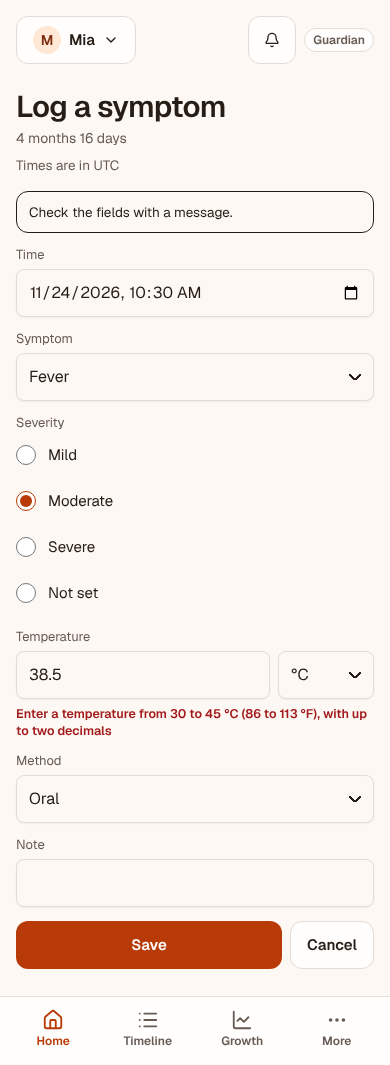 M Mia
Guardian
Log a symptom
4 months 16 days
Times are in UTC
Check the fields with a message.
Time
11/24/2026, 10:30 AM
Symptom
Fever
Severity
Mild
Moderate
Severe
Not set
Temperature
38.5 °C
Enter a temperature from 30 to 45 °C (86 to 113 °F), with up
to two decimals
Method
Oral
Note
Save Cancel
Home Timeline Growth More